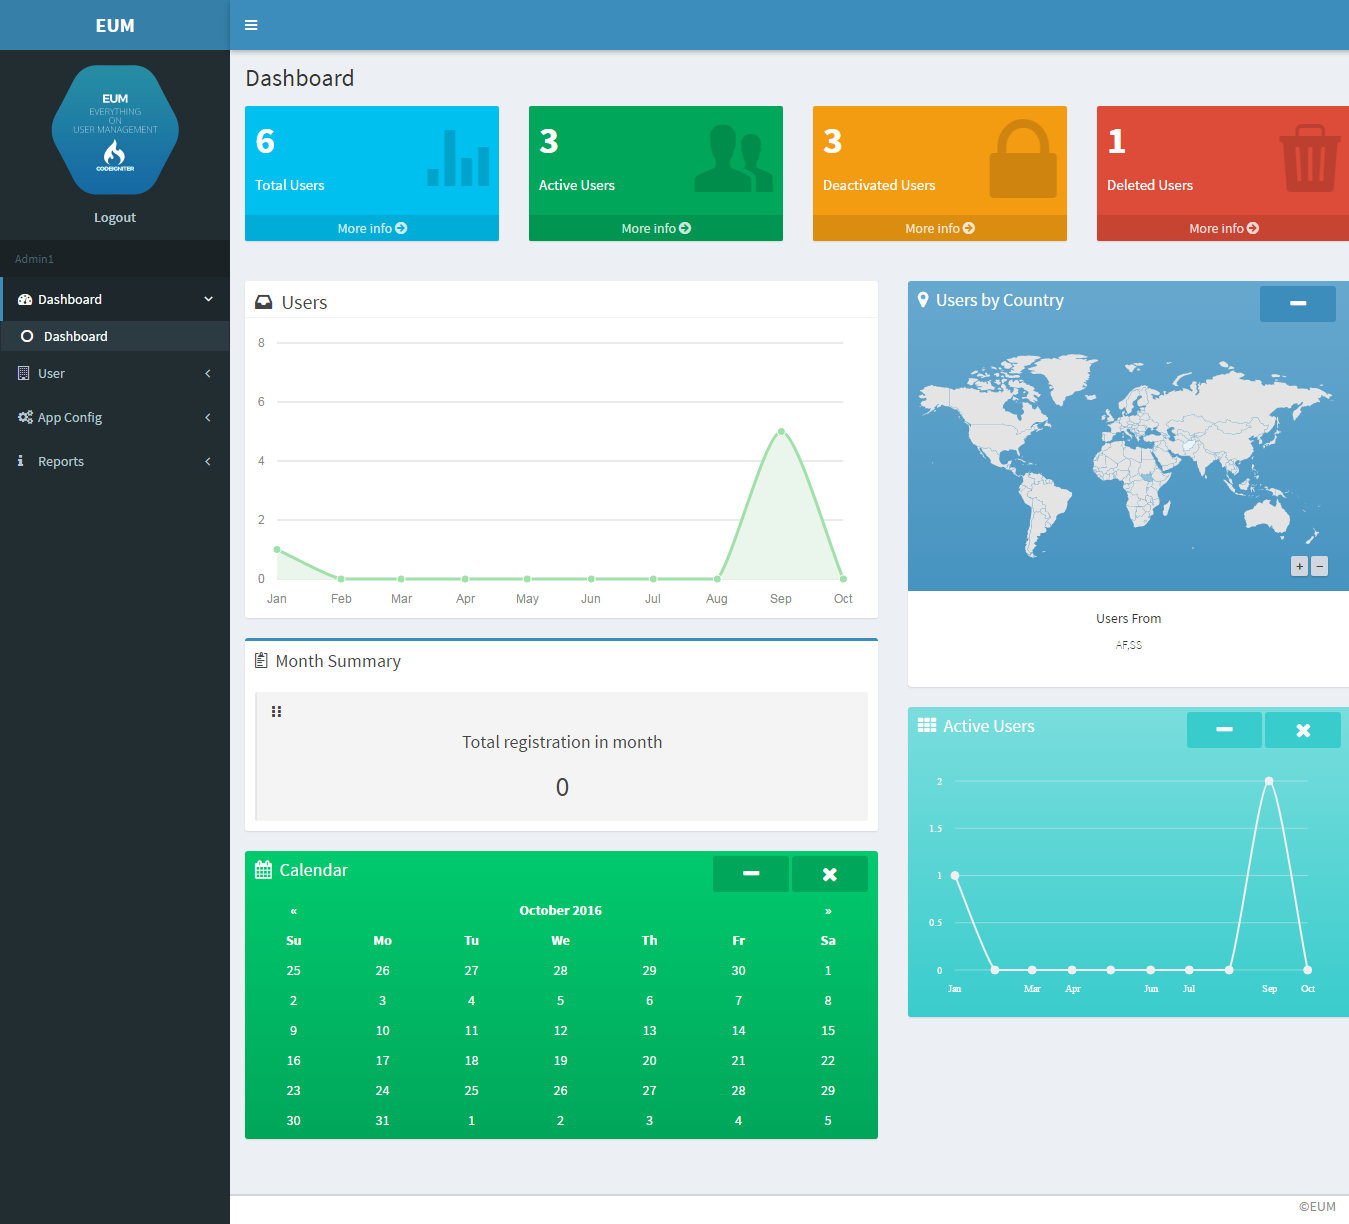 EUM
EUM
EVERYTHING
ON
USER MANAGEMENT
CODEIGNITER
Logout
Admin1
Dashboard
Dashboard
User
App Config
Reports
Dashboard
6
Total Users
More info
3
Active Users
More info
3
Deactivated Users
More info
1
Deleted Users
More info
Users
8
6
4
2
0
Jan Feb Mar Apr May Jun Jul Aug Sep Oct
Users by Country
+ −
Users From
AF,SS
Month Summary
Total registration in month
0
Active Users
2
1.5
1
0.5
0
Jan Mar Apr Jun Jul Sep Oct
Calendar
« October 2016 »
Su Mo Tu We Th Fr Sa
25 26 27 28 29 30 1
2 3 4 5 6 7 8
9 10 11 12 13 14 15
16 17 18 19 20 21 22
23 24 25 26 27 28 29
30 31 1 2 3 4 5
©EUM